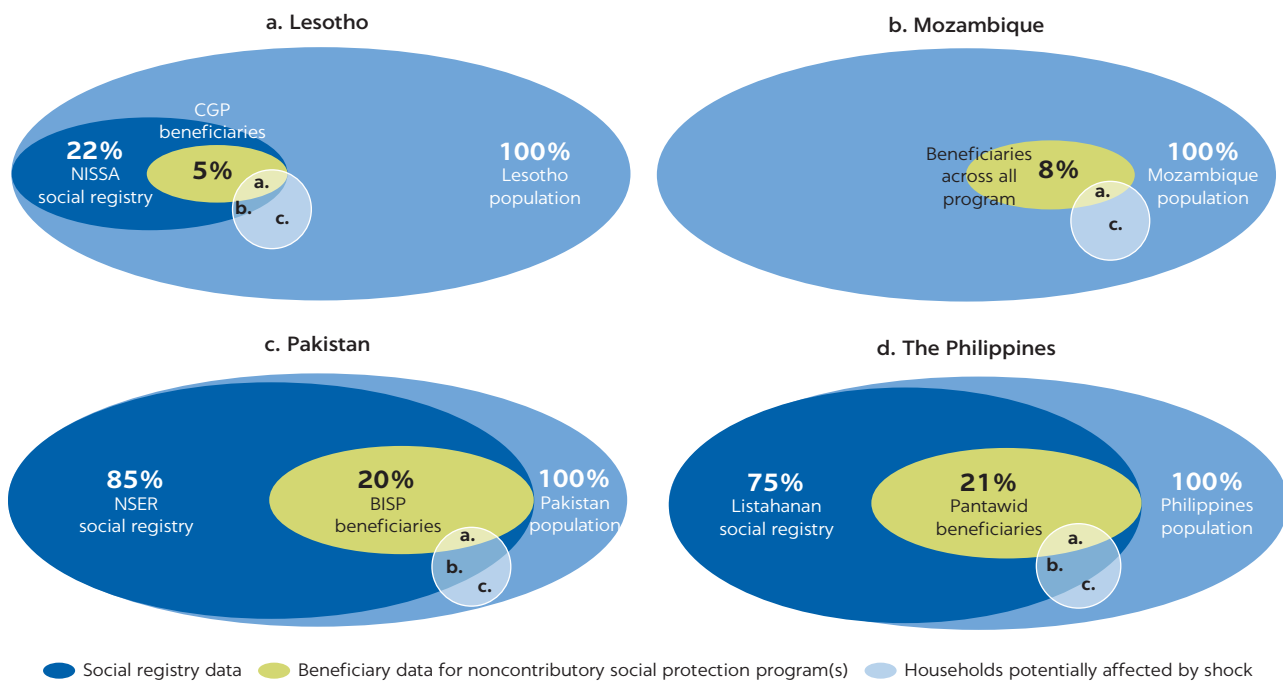 a. Lesotho
CGP
beneficiaries
22%
NISSA
social registry
5%
100%
Lesotho
population
a.
b.
c.
b. Mozambique
Beneficiaries
across all
program
8%
100%
Mozambique
population
a.
c.
c. Pakistan
85%
NSER
social registry
20%
BISP
beneficiaries
100%
Pakistan
population
a.
b.
c.
d. The Philippines
75%
Listahanan
social registry
21%
Pantawid
beneficiaries
100%
Philippines
population
a.
b.
c.
Social registry data
Beneficiary data for noncontributory social protection program(s)
Households potentially affected by shock